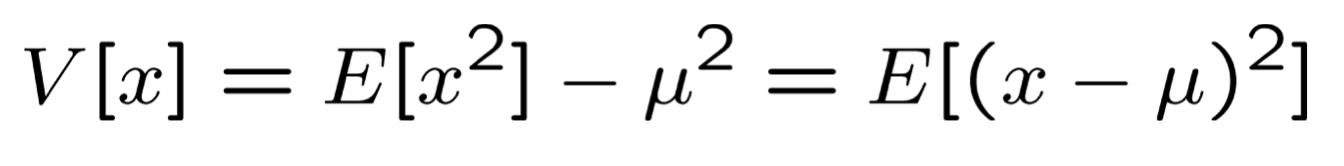 V[x] = E[x²] − μ² = E[(x − μ)²]